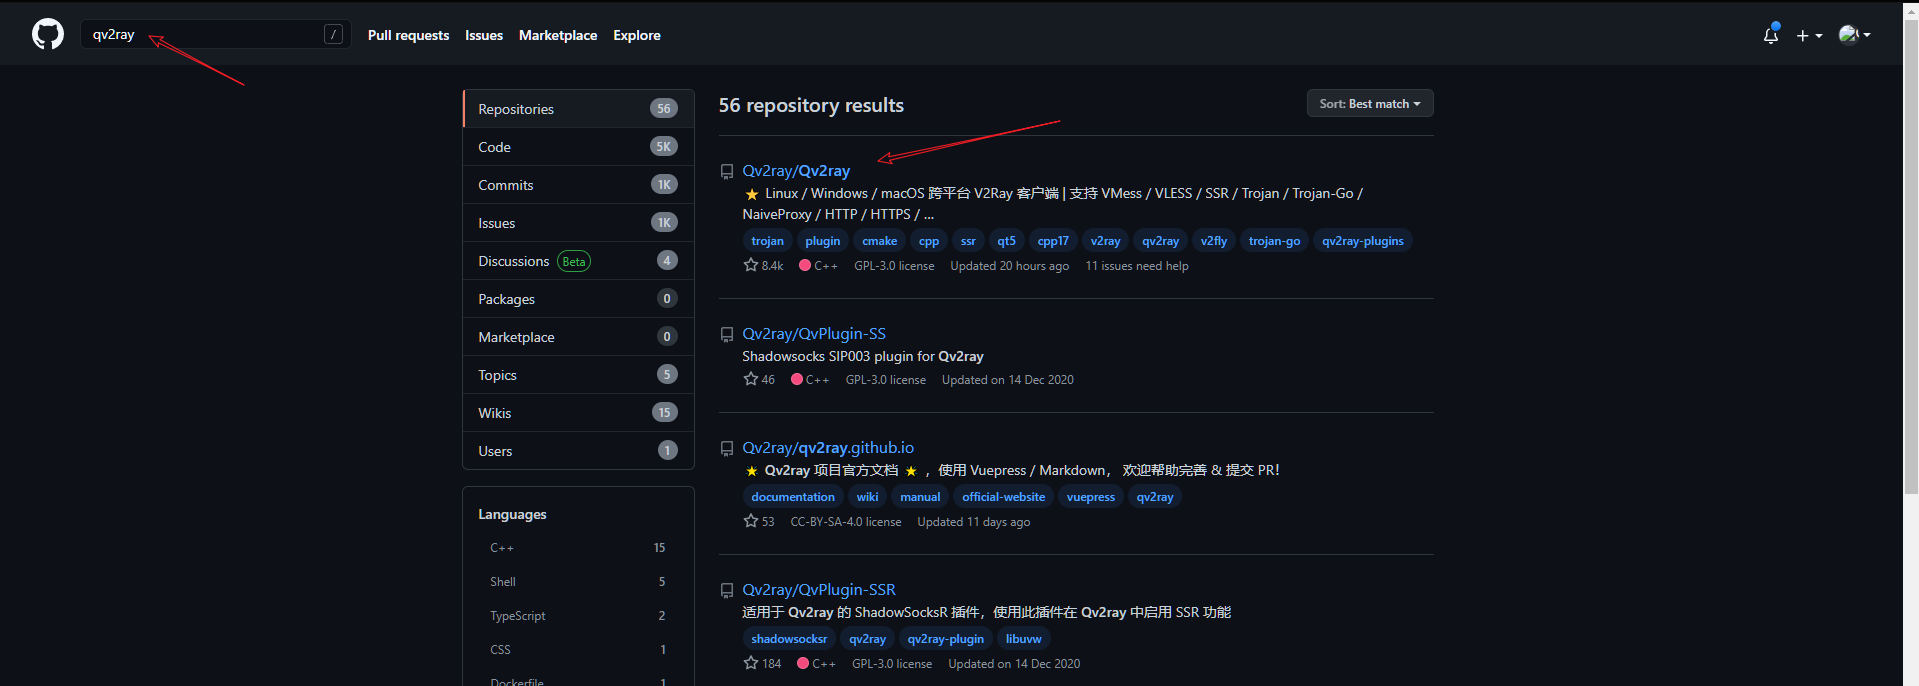 qv2ray
/
Pull requests
Issues
Marketplace
Explore
Repositories 56
Code 5K
Commits 1K
Issues 1K
Discussions Beta 4
Packages 0
Marketplace 0
Topics 5
Wikis 15
Users 1
Languages
C++ 15
Shell 5
TypeScript 2
CSS 1
Dockerfile 1
56 repository results
Sort: Best match
Qv2ray/Qv2ray
⭐ Linux / Windows / macOS 跨平台 V2Ray 客户端 | 支持 VMess / VLESS / SSR / Trojan / Trojan-Go /
NaiveProxy / HTTP / HTTPS / ...
trojan plugin cmake cpp ssr qt5 cpp17 v2ray qv2ray v2fly trojan-go qv2ray-plugins
8.4k C++ GPL-3.0 license Updated 20 hours ago 11 issues need help
Qv2ray/QvPlugin-SS
Shadowsocks SIP003 plugin for Qv2ray
46 C++ GPL-3.0 license Updated on 14 Dec 2020
Qv2ray/qv2ray.github.io
⭐ Qv2ray 项目官方文档 ⭐ ，使用 Vuepress / Markdown， 欢迎帮助完善 & 提交 PR！
documentation wiki manual official-website vuepress qv2ray
53 CC-BY-SA-4.0 license Updated 11 days ago
Qv2ray/QvPlugin-SSR
适用于 Qv2ray 的 ShadowSocksR 插件，使用此插件在 Qv2ray 中启用 SSR 功能
shadowsocksr qv2ray qv2ray-plugin libuvw
184 C++ GPL-3.0 license Updated on 14 Dec 2020